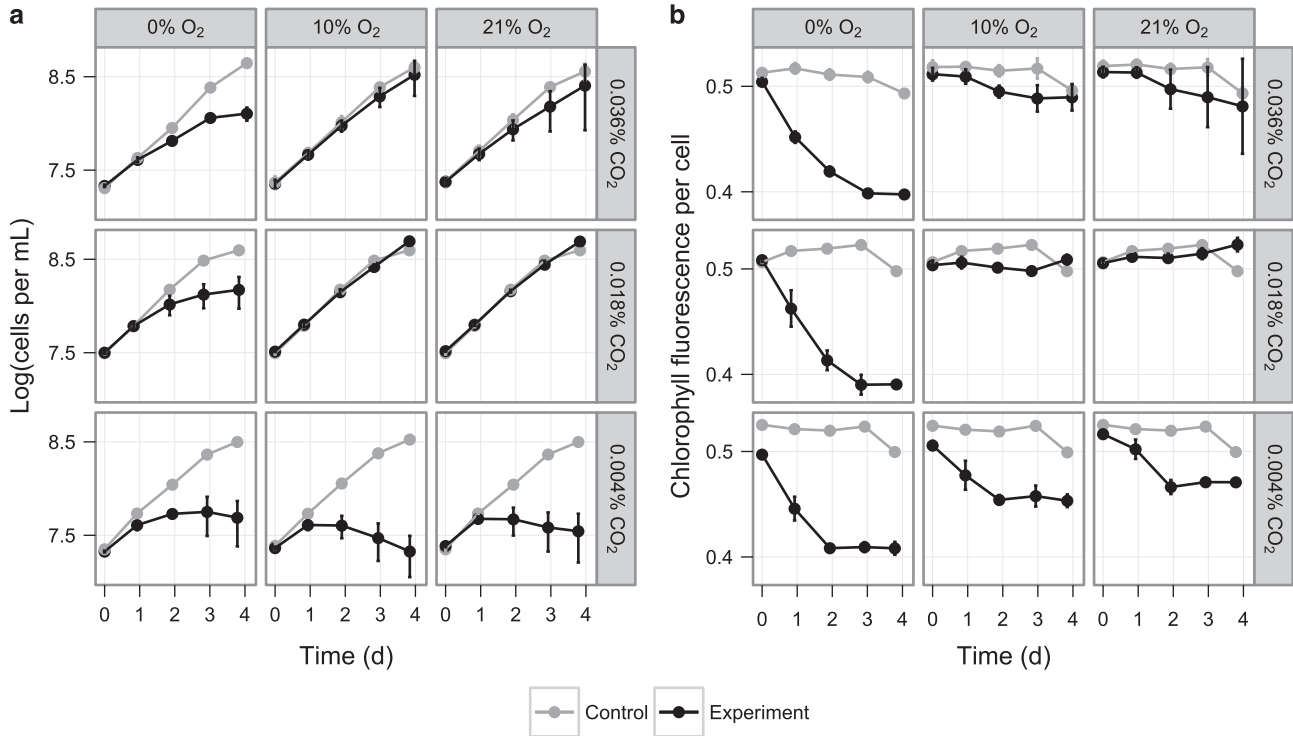 a
0% O2
10% O2
21% O2
Log(cells per mL)
8.5
7.5
0.036% CO2
8.5
7.5
0.018% CO2
8.5
7.5
0.004% CO2
0 1 2 3 4
0 1 2 3 4
0 1 2 3 4
Time (d)
b
0% O2
10% O2
21% O2
Chlorophyll fluorescence per cell
0.5
0.4
0.036% CO2
0.5
0.4
0.018% CO2
0.5
0.4
0.004% CO2
0 1 2 3 4
0 1 2 3 4
0 1 2 3 4
Time (d)
Control
Experiment